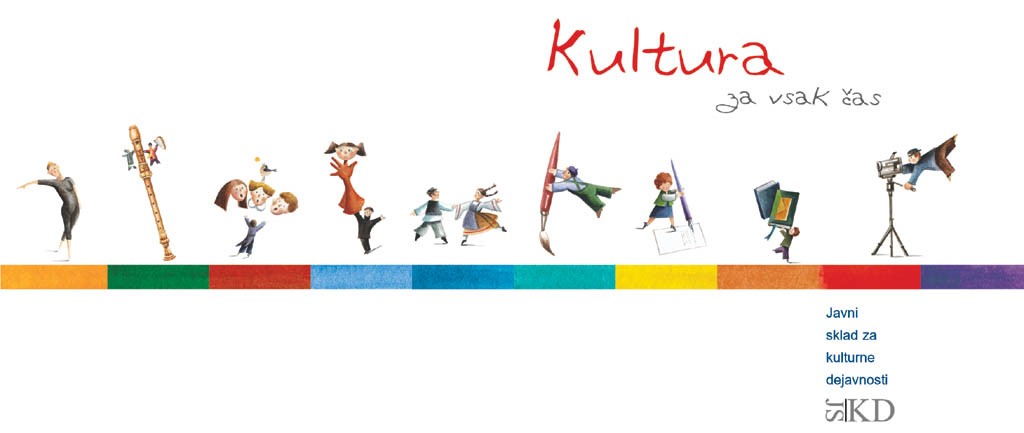 Kultura
za vsak čas
Javni
sklad za
kulturne
dejavnosti
JSKD